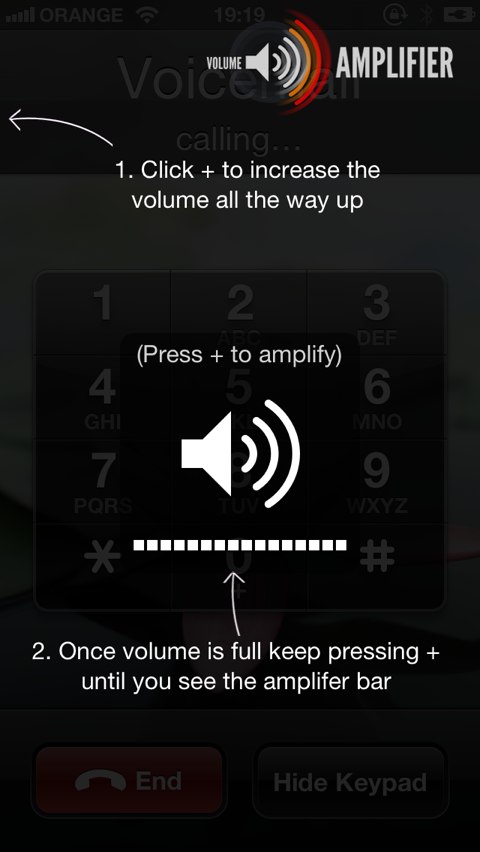 ORANGE 19:19
VOLUME AMPLIFIER
calling...
1. Click + to increase the
volume all the way up
1 2 3
ABC DEF
(Press + to amplify)
4 5 6
GHI MNO
7 9
PQRS TUV WXYZ
* 0 #
+
2. Once volume is full keep pressing +
until you see the amplifer bar
End Hide Keypad